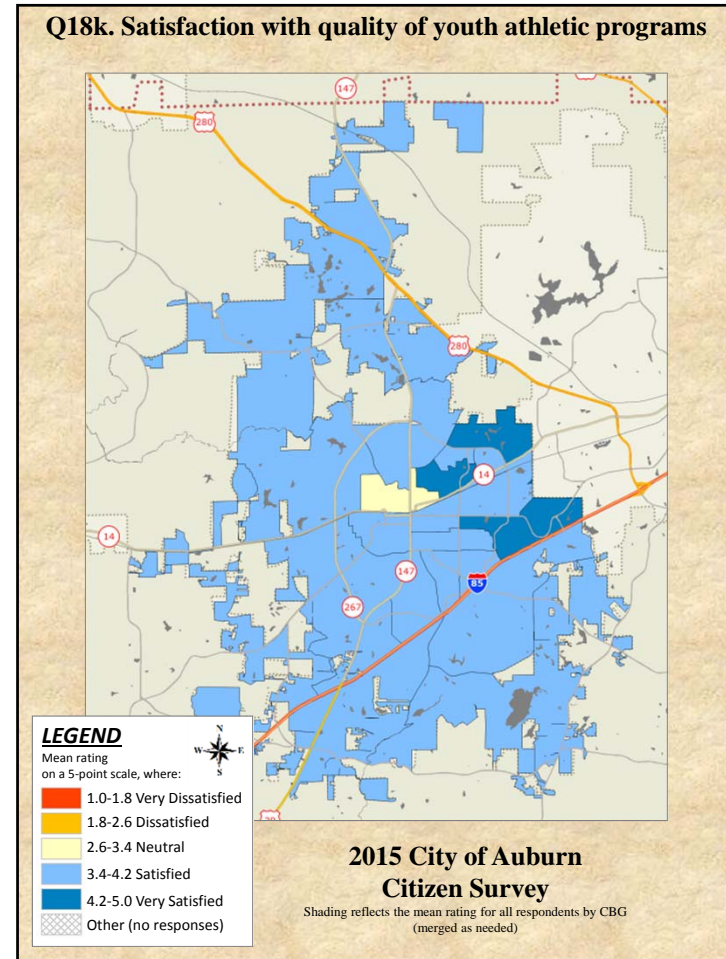 Q18k. Satisfaction with quality of youth athletic programs
147
280
280
14
14
85
147
267
LEGEND
N
W E
S
Mean rating
on a 5-point scale, where:
1.0-1.8 Very Dissatisfied
1.8-2.6 Dissatisfied
2.6-3.4 Neutral
3.4-4.2 Satisfied
4.2-5.0 Very Satisfied
Other (no responses)
2015 City of Auburn
Citizen Survey
Shading reflects the mean rating for all respondents by CBG
(merged as needed)